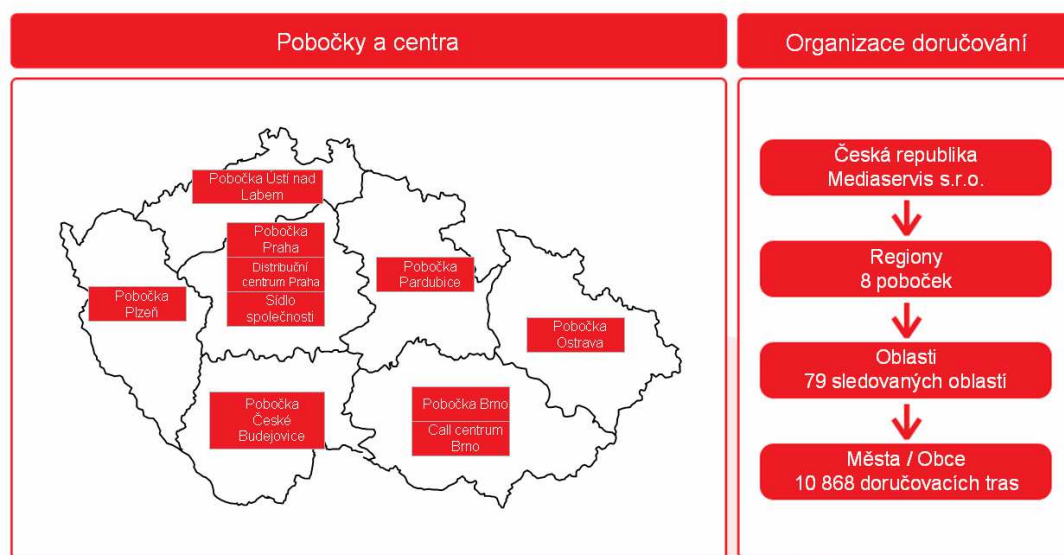 Pobočky a centra
Pobočka Ústí nad
Labem
Pobočka
Praha
Distribuční
centrum Praha
Sídlo
společnosti
Pobočka
Pardubice
Pobočka
Plzeň
Pobočka
Ostrava
Pobočka
České
Budejovice
Pobočka Brno
Call centrum
Brno
Organizace doručování
Česká republika
Mediaservis s.r.o.
Regiony
8 poboček
Oblasti
79 sledovaných oblastí
Města / Obce
10 868 doručovacích tras